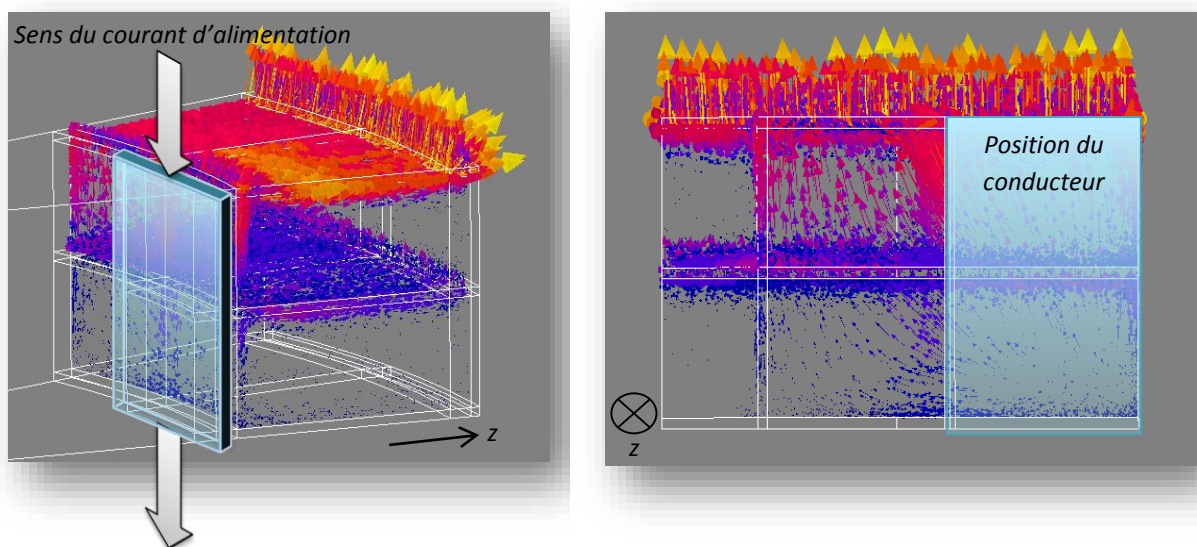 Sens du courant d'alimentation
z
Position du
conducteur
z